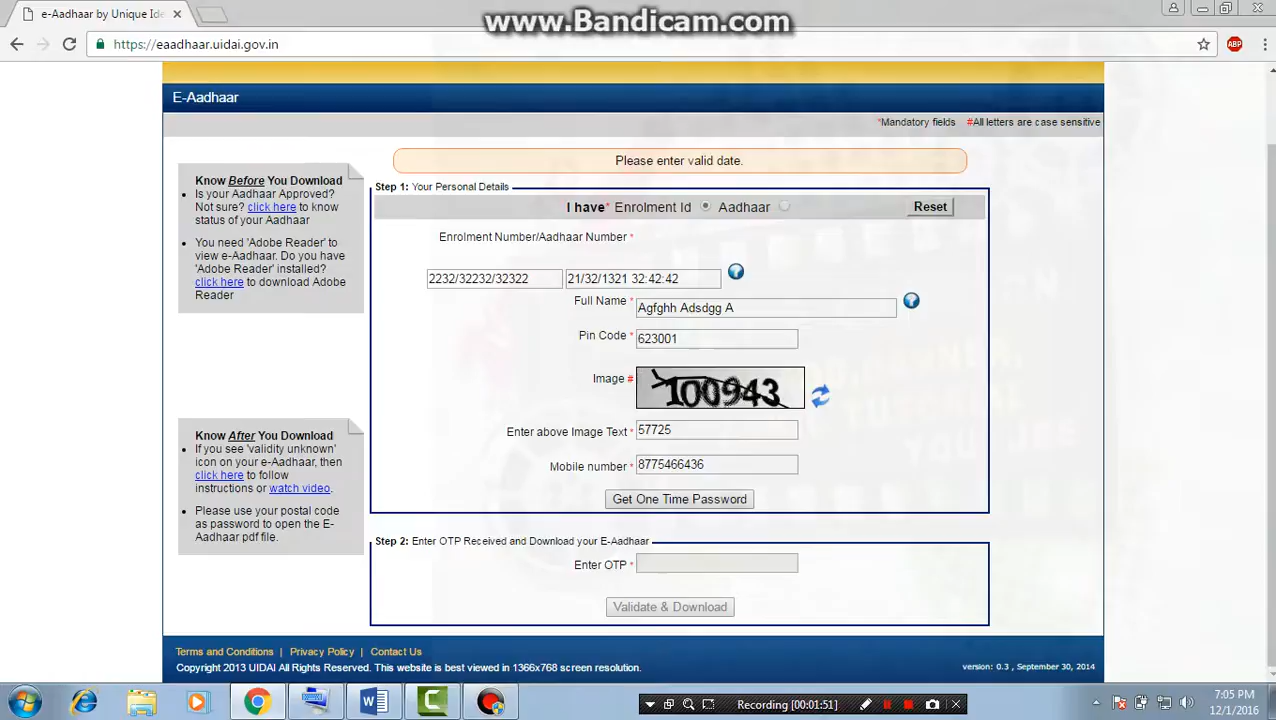 www.Bandicam.com
e-Aadhaar by Unique Ide
https://eaadhaar.uidai.gov.in
ABP
E-Aadhaar
*Mandatory fields #All letters are case sensitive
Please enter valid date.
Know Before You Download
Is your Aadhaar Approved?
Not sure? click here to know
status of your Aadhaar
You need 'Adobe Reader' to
view e-Aadhaar. Do you have
'Adobe Reader' installed?
click here to download Adobe
Reader
Step 1: Your Personal Details
I have* Enrolment Id Aadhaar Reset
Enrolment Number/Aadhaar Number *
2232/32232/32322 21/32/1321 32:42:42
Full Name * Agfghh Adsdgg A
Pin Code * 623001
Image # 100943
Enter above Image Text * 57725
Mobile number * 8775466436
Get One Time Password
Know After You Download
If you see 'validity unknown'
icon on your e-Aadhaar, then
click here to follow
instructions or watch video.
Please use your postal code
as password to open the E-
Aadhaar pdf file.
Step 2: Enter OTP Received and Download your E-Aadhaar
Enter OTP *
Validate & Download
Terms and Conditions | Privacy Policy | Contact Us
Copyright 2013 UIDAI All Rights Reserved. This website is best viewed in 1366x768 screen resolution.
version: 0.3 , September 30, 2014
Recording [00:01:51]
7:05 PM
12/1/2016